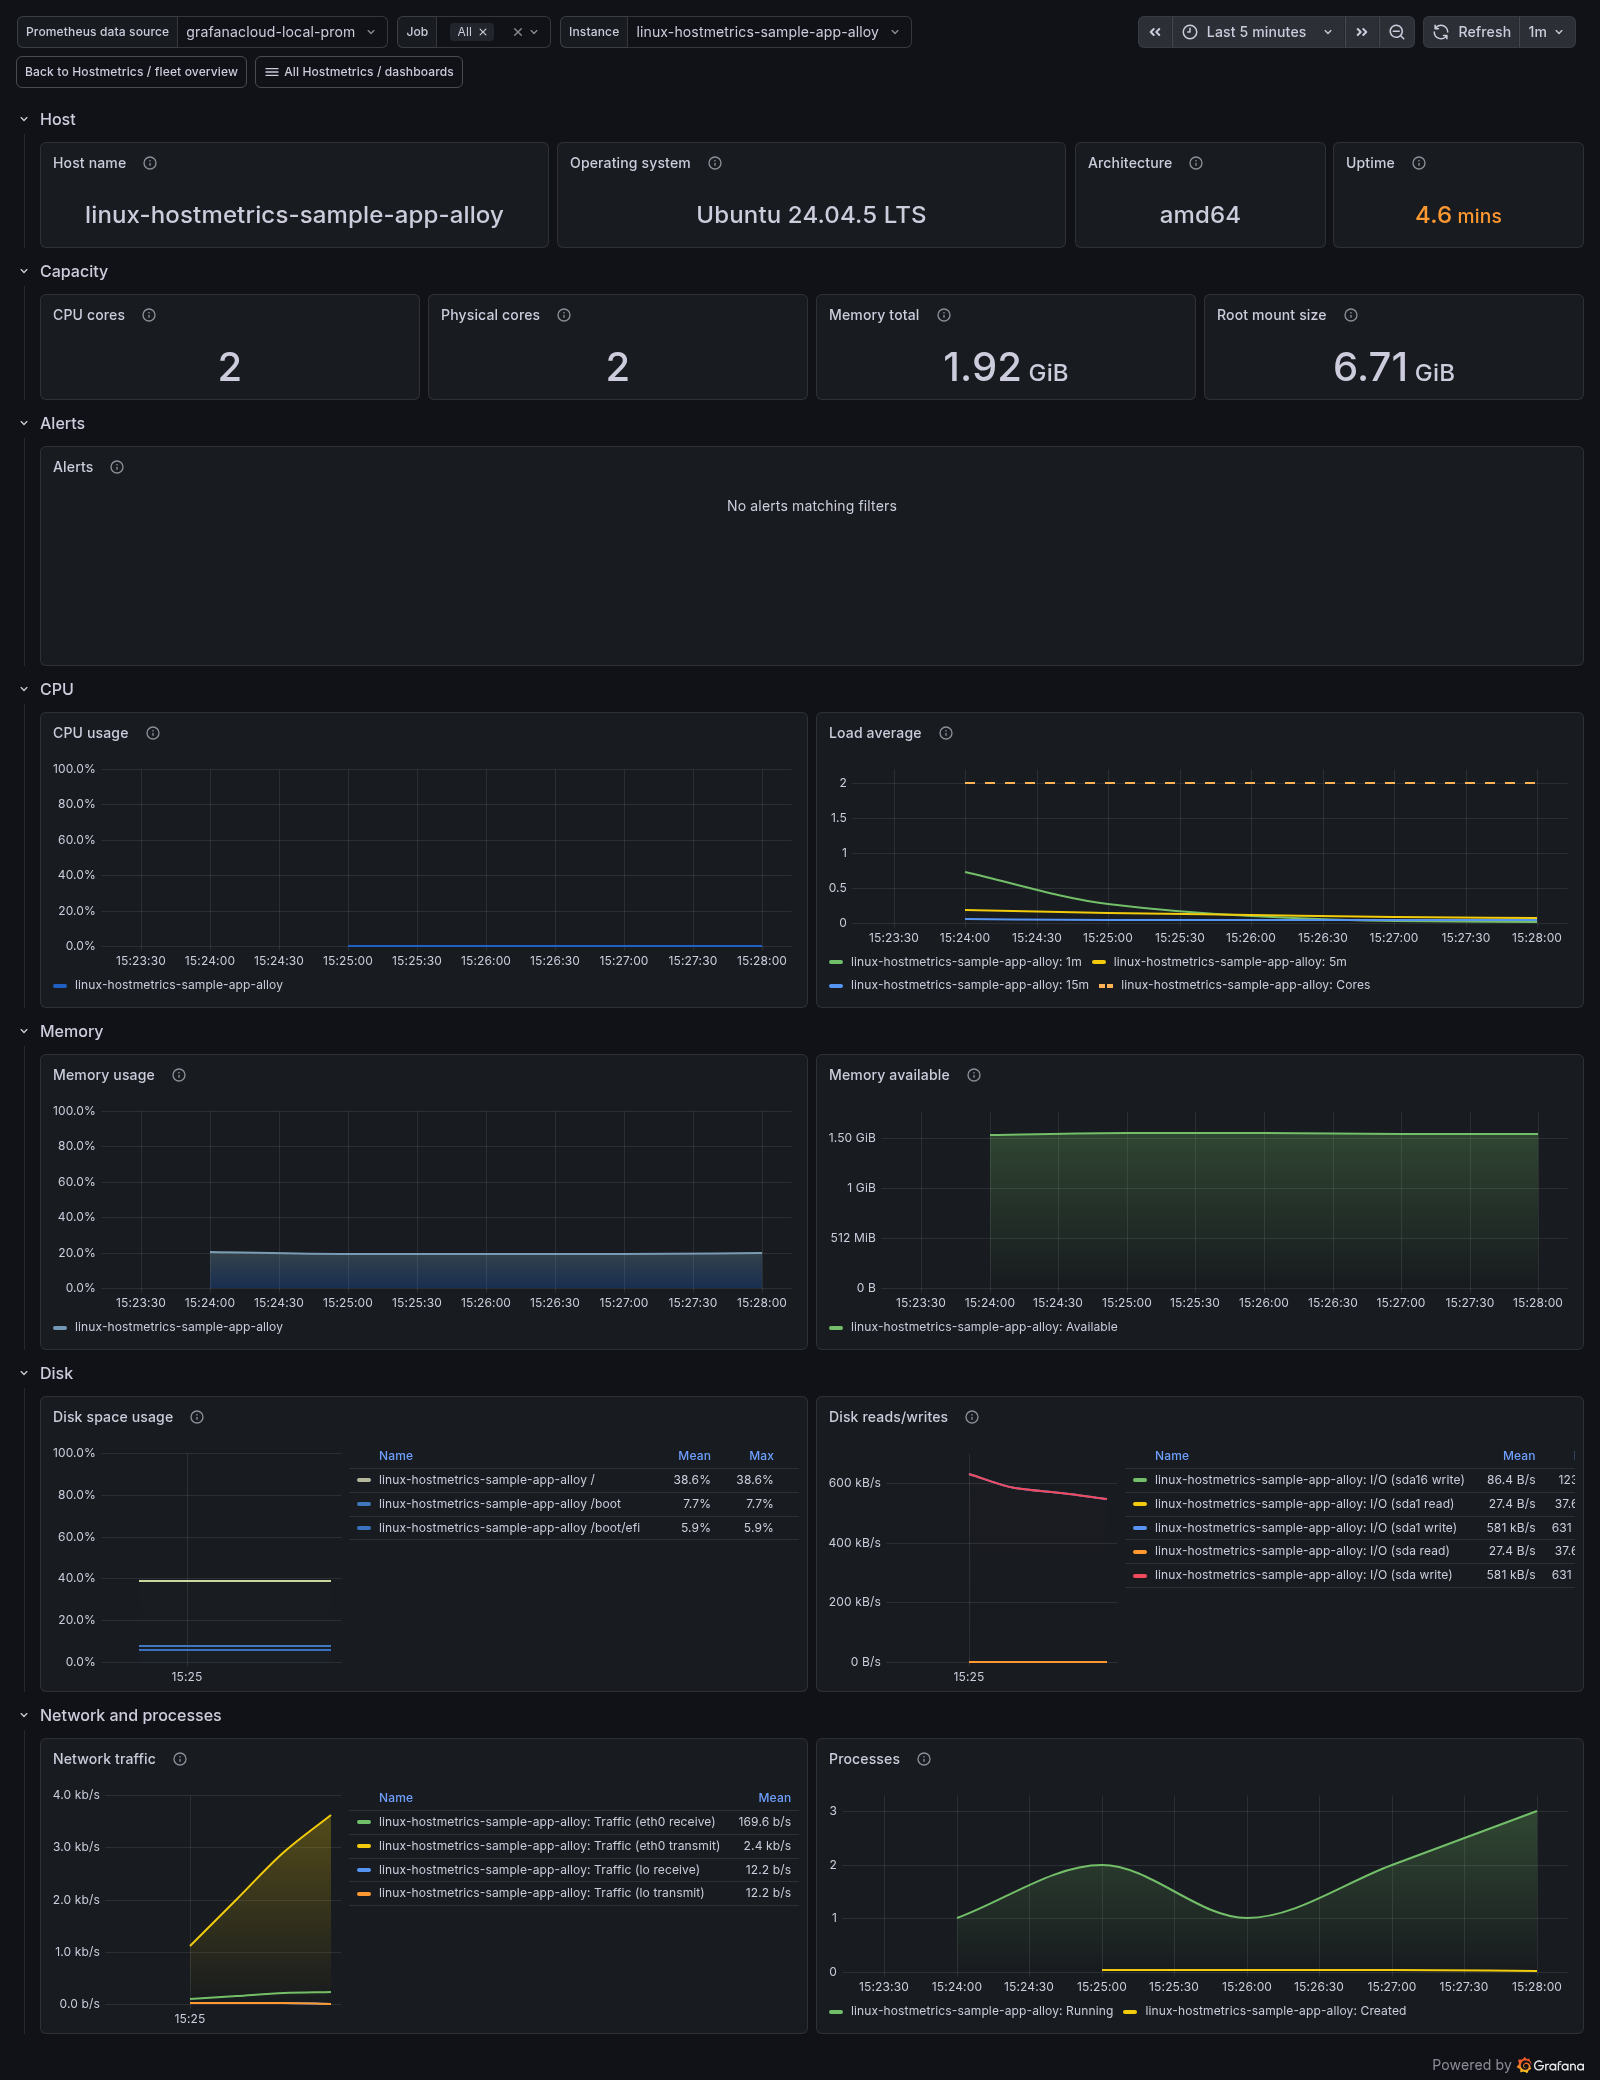 Prometheus data source grafanacloud-local-prom Job All Instance linux-hostmetrics-sample-app-alloy Last 5 minutes Refresh 1m
Back to Hostmetrics / fleet overview All Hostmetrics / dashboards
Host
Host name Operating system Architecture Uptime
linux-hostmetrics-sample-app-alloy Ubuntu 24.04.5 LTS amd64 4.6 mins
Capacity
CPU cores Physical cores Memory total Root mount size
2 2 1.92 GiB 6.71 GiB
Alerts
Alerts
No alerts matching filters
CPU
CPU usage
100.0%
80.0%
60.0%
40.0%
20.0%
0.0%
15:23:30 15:24:00 15:24:30 15:25:00 15:25:30 15:26:00 15:26:30 15:27:00 15:27:30 15:28:00
linux-hostmetrics-sample-app-alloy
Load average
2
1.5
1
0.5
0
15:23:30 15:24:00 15:24:30 15:25:00 15:25:30 15:26:00 15:26:30 15:27:00 15:27:30 15:28:00
linux-hostmetrics-sample-app-alloy: 1m linux-hostmetrics-sample-app-alloy: 5m
linux-hostmetrics-sample-app-alloy: 15m linux-hostmetrics-sample-app-alloy: Cores
Memory
Memory usage
100.0%
80.0%
60.0%
40.0%
20.0%
0.0%
15:23:30 15:24:00 15:24:30 15:25:00 15:25:30 15:26:00 15:26:30 15:27:00 15:27:30 15:28:00
linux-hostmetrics-sample-app-alloy
Memory available
1.50 GiB
1 GiB
512 MiB
0 B
15:23:30 15:24:00 15:24:30 15:25:00 15:25:30 15:26:00 15:26:30 15:27:00 15:27:30 15:28:00
linux-hostmetrics-sample-app-alloy: Available
Disk
Disk space usage
100.0%
80.0%
60.0%
40.0%
20.0%
0.0%
15:25
Name Mean Max
linux-hostmetrics-sample-app-alloy / 38.6% 38.6%
linux-hostmetrics-sample-app-alloy /boot 7.7% 7.7%
linux-hostmetrics-sample-app-alloy /boot/efi 5.9% 5.9%
Disk reads/writes
600 kB/s
400 kB/s
200 kB/s
0 B/s
15:25
Name Mean
linux-hostmetrics-sample-app-alloy: I/O (sda16 write) 86.4 B/s
linux-hostmetrics-sample-app-alloy: I/O (sda1 read) 27.4 B/s
linux-hostmetrics-sample-app-alloy: I/O (sda1 write) 581 kB/s 631
linux-hostmetrics-sample-app-alloy: I/O (sda read) 27.4 B/s
linux-hostmetrics-sample-app-alloy: I/O (sda write) 581 kB/s 631
Network and processes
Network traffic
4.0 kb/s
3.0 kb/s
2.0 kb/s
1.0 kb/s
0.0 b/s
15:25
Name Mean
linux-hostmetrics-sample-app-alloy: Traffic (eth0 receive) 169.6 b/s
linux-hostmetrics-sample-app-alloy: Traffic (eth0 transmit) 2.4 kb/s
linux-hostmetrics-sample-app-alloy: Traffic (lo receive) 12.2 b/s
linux-hostmetrics-sample-app-alloy: Traffic (lo transmit) 12.2 b/s
Processes
3
2
1
0
15:23:30 15:24:00 15:24:30 15:25:00 15:25:30 15:26:00 15:26:30 15:27:00 15:27:30 15:28:00
linux-hostmetrics-sample-app-alloy: Running linux-hostmetrics-sample-app-alloy: Created
Powered by Grafana